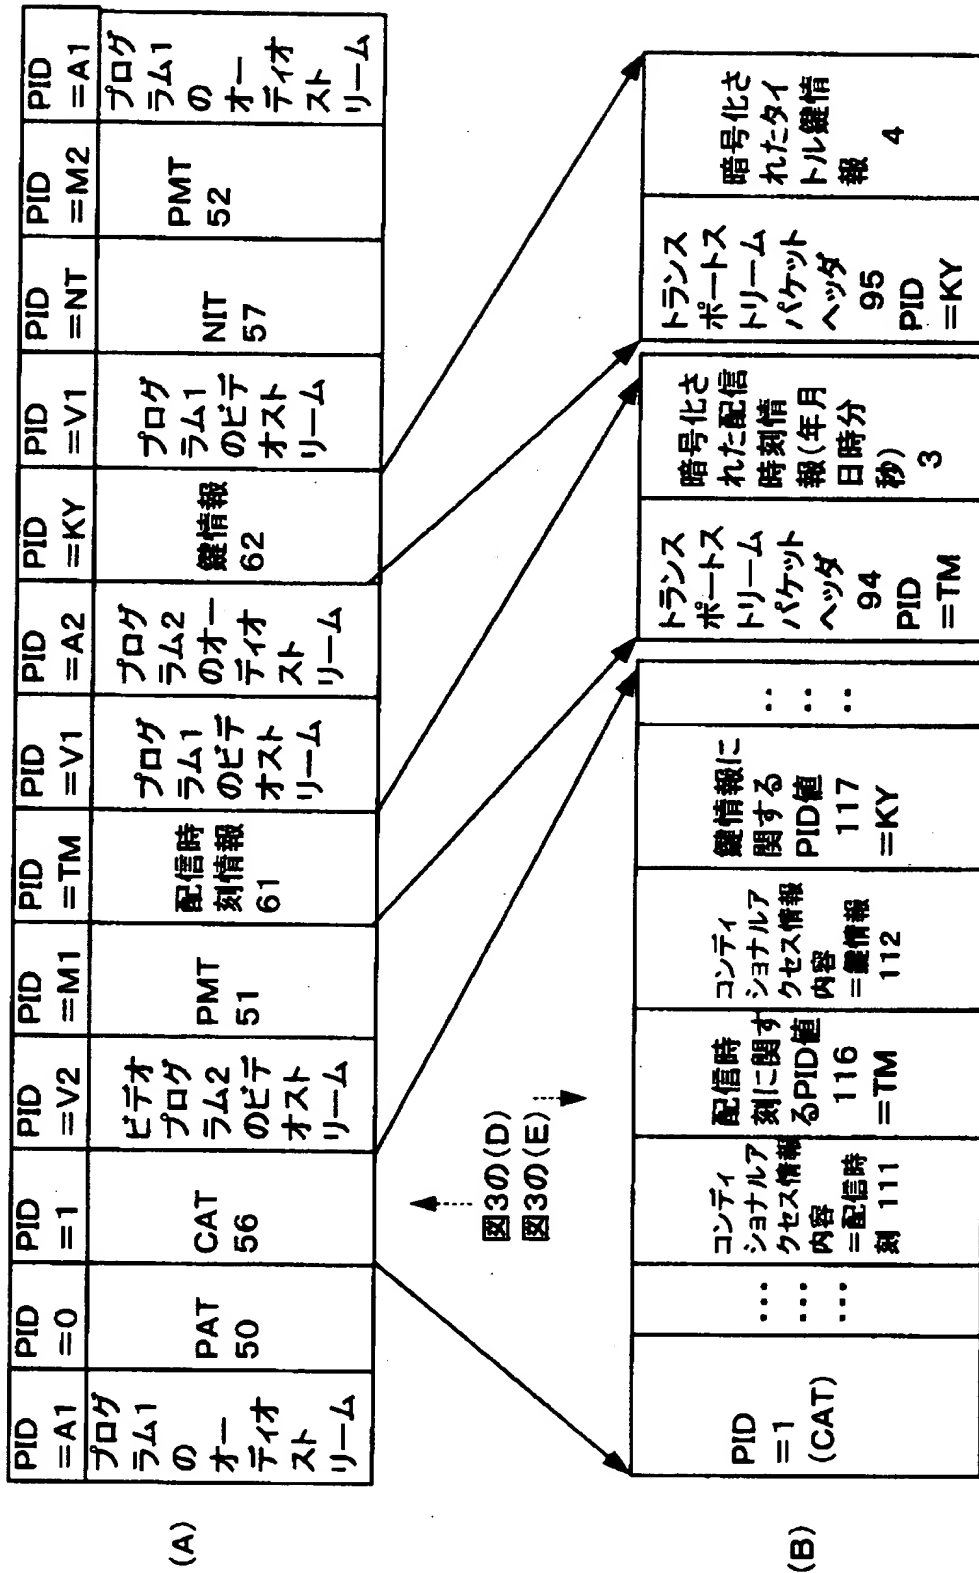 (A)
PID
=A1
プログ
ラム1
の
オー
ディオ
スト
リーム
PID
=0
PAT
50
PID
=1
CAT
56
PID
=V2
ビデオ
プログ
ラム2
のビデ
オスト
リーム
PID
=M1
PMT
51
PID
=TM
配信時
刻情報
61
PID
=V1
プログ
ラム1
のビデ
オスト
リーム
PID
=A2
プログ
ラム2
のオー
ディオ
スト
リーム
PID
=KY
鍵情報
62
PID
=V1
プログ
ラム1
のビデ
オスト
リーム
PID
=NT
NIT
57
PID
=M2
PMT
52
PID
=A1
プログ
ラム1
の
オー
ディオ
スト
リーム
図3の(D)
図3の(E)
(B)
PID
=1
(CAT)
...
...
...
コンディ
ショナルア
クセス情報
内容
=配信時
刻 111
配信時
刻に関す
るPID値
116
=TM
コンディ
ショナルア
クセス情報
内容
=鍵情報
112
鍵情報に
関する
PID値
117
=KY
..
..
..
トランス
ポートス
トリーム
パケット
ヘッダ
94
PID
=TM
暗号化さ
れた配信
時刻情
報(年月
日時分
秒)
3
トランス
ポートス
トリーム
パケット
ヘッダ
95
PID
=KY
暗号化さ
れたタイ
トル鍵情
報
4